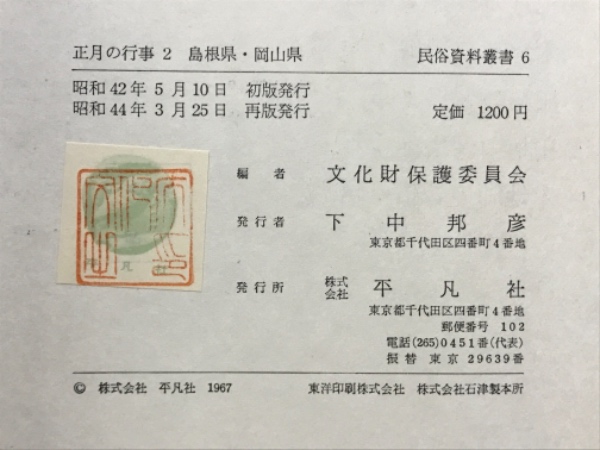 正月の行事 2 島根県・岡山県 民俗資料叢書 6
昭和 42 年 5 月 10 日 初版発行
昭和 44 年 3 月 25 日 再版発行 定価 1200円
編者 文化財保護委員会
発行者 下中邦彦
東京都千代田区四番町4番地
発行所 株式会社 平凡社
東京都千代田区四番町4番地
郵便番号 102
電話(265)0451番(代表)
振替 東京 29639番
© 株式会社 平凡社 1967 東洋印刷株式会社 株式会社石津製本所